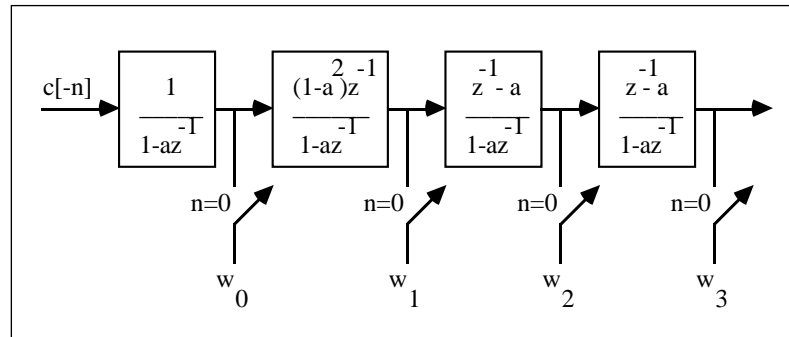 c[-n]
1
1-az^-1
(1-a^2)z^-1
1-az^-1
z^-1 - a
1-az^-1
z^-1 - a
1-az^-1
n=0
n=0
n=0
n=0
w_0
w_1
w_2
w_3